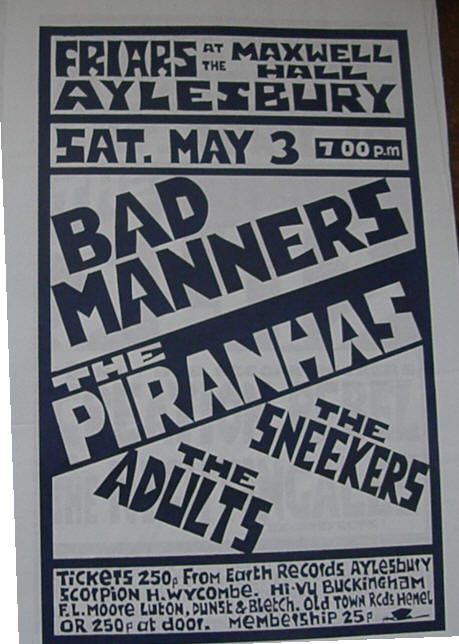 FRIARS AT THE MAXWELL HALL
AYLESBURY
SAT. MAY 3 7 00 p.m
BAD
MANNERS
THE
PIRANHAS
THE
SNEEKERS
THE
ADULTS
TICKETS 250p From Earth Records Aylesbury
Scorpion H.Wycombe. Hi-Vu Buckingham
F.L. Moore Luton, Dunst & Bletch. Old Town Rcds Hemel
OR 250p at door. Membership 25p